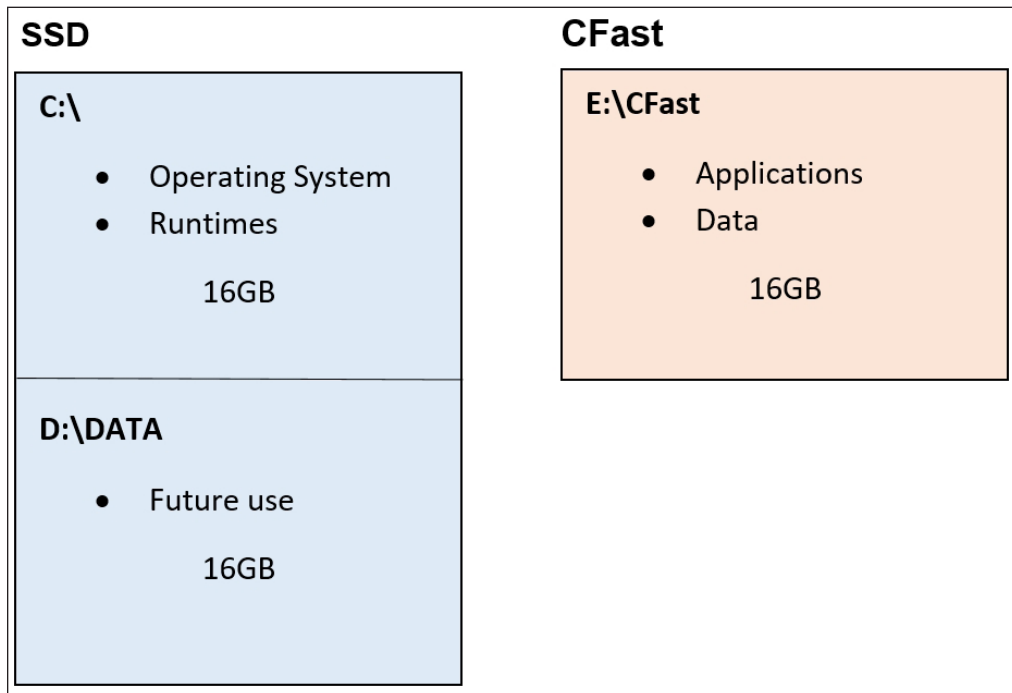 SSD
C:\
• Operating System
• Runtimes
16GB
D:\DATA
• Future use
16GB
CFast
E:\CFast
• Applications
• Data
16GB